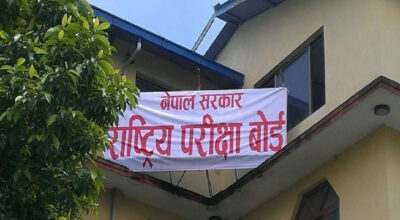 नेपाल सरकार
राष्ट्रिय परीक्षा बोर्ड